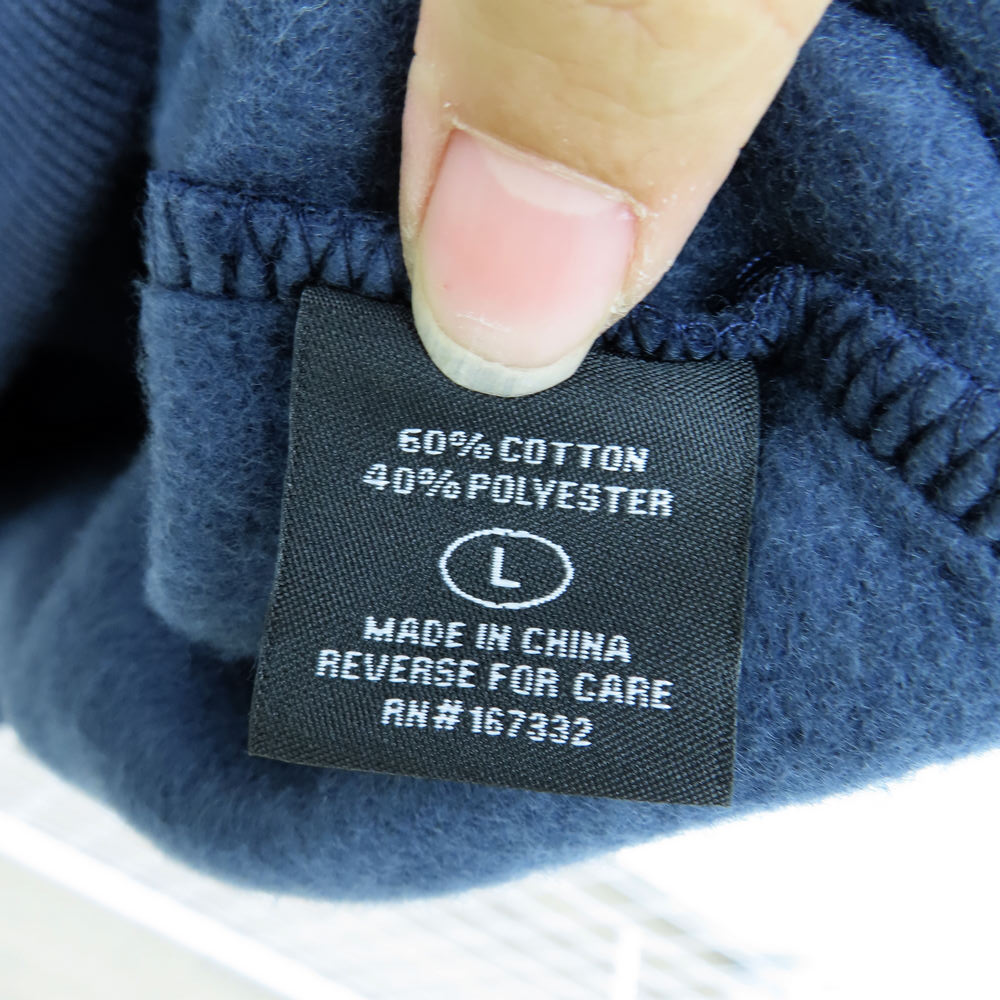 60% COTTON
40% POLYESTER
L
MADE IN CHINA
REVERSE FOR CARE
RN#167332